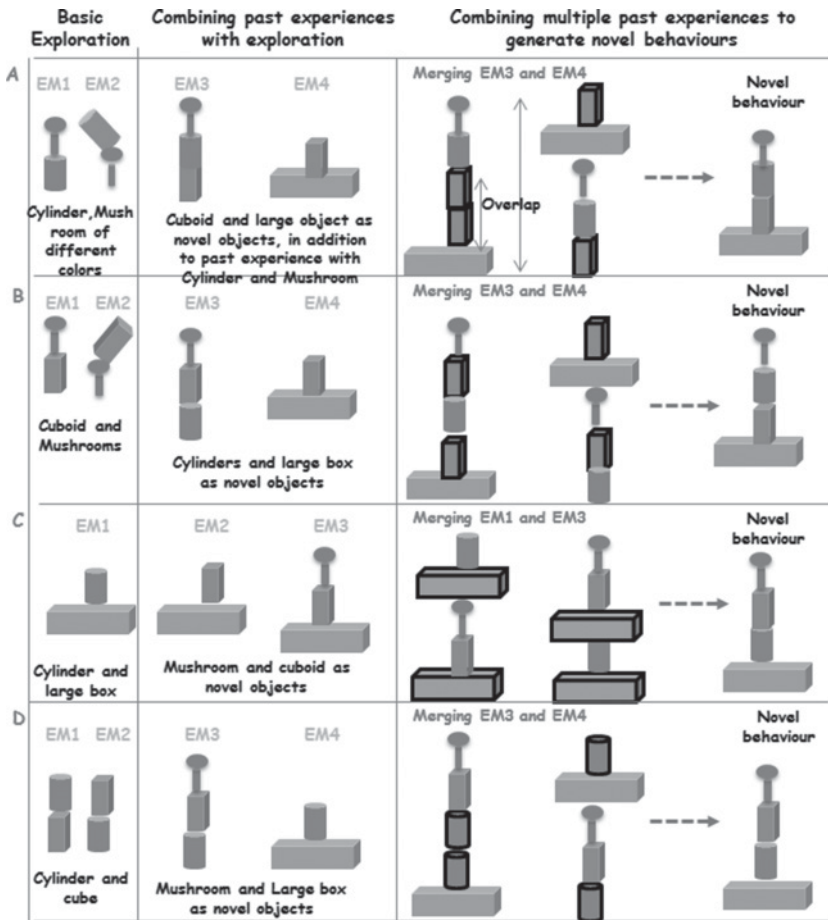 Basic
Exploration
Combining past experiences
with exploration
Combining multiple past experiences to
generate novel behaviours
A
EM1 EM2
Cylinder,Mush
room of
different
colors
EM3 EM4
Cuboid and large object as
novel objects, in addition
to past experience with
Cylinder and Mushroom
Merging EM3 and EM4
Overlap
Novel
behaviour
B
EM1 EM2
Cuboid and
Mushrooms
EM3 EM4
Cylinders and large box
as novel objects
Merging EM3 and EM4
Novel
behaviour
C
EM1
Cylinder and
large box
EM2 EM3
Mushroom and cuboid as
novel objects
Merging EM1 and EM3
Novel
behaviour
D
EM1 EM2
Cylinder and
cube
EM3 EM4
Mushroom and Large box
as novel objects
Merging EM3 and EM4
Novel
behaviour